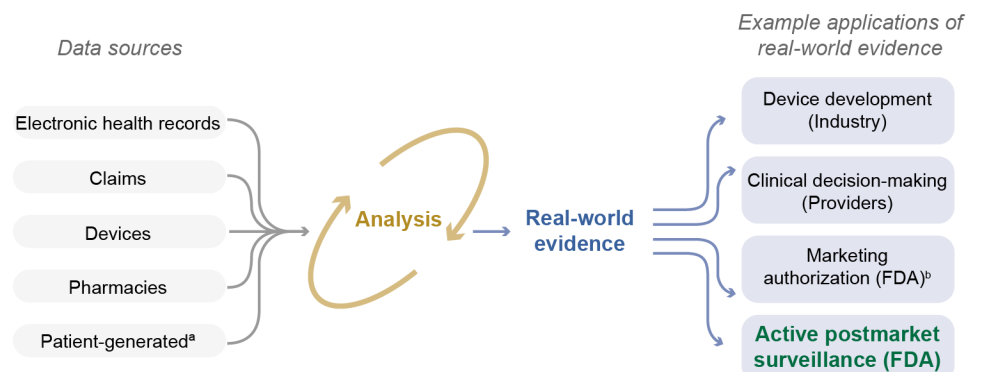 Data sources
Electronic health records
Claims
Devices
Pharmacies
Patient-generatedᵃ
Analysis
Real-world
evidence
Example applications of
real-world evidence
Device development
(Industry)
Clinical decision-making
(Providers)
Marketing
authorization (FDA)ᵇ
Active postmarket
surveillance (FDA)